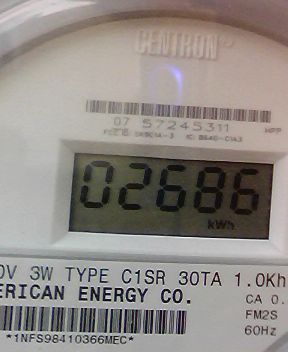 CENTRON
07 57245311
02686
kWh
0V 3W TYPE C1SR 30TA 1.0Kh
ERICAN ENERGY CO.
CA 0.
FM2S
60Hz
*1NFS98410366MEC*